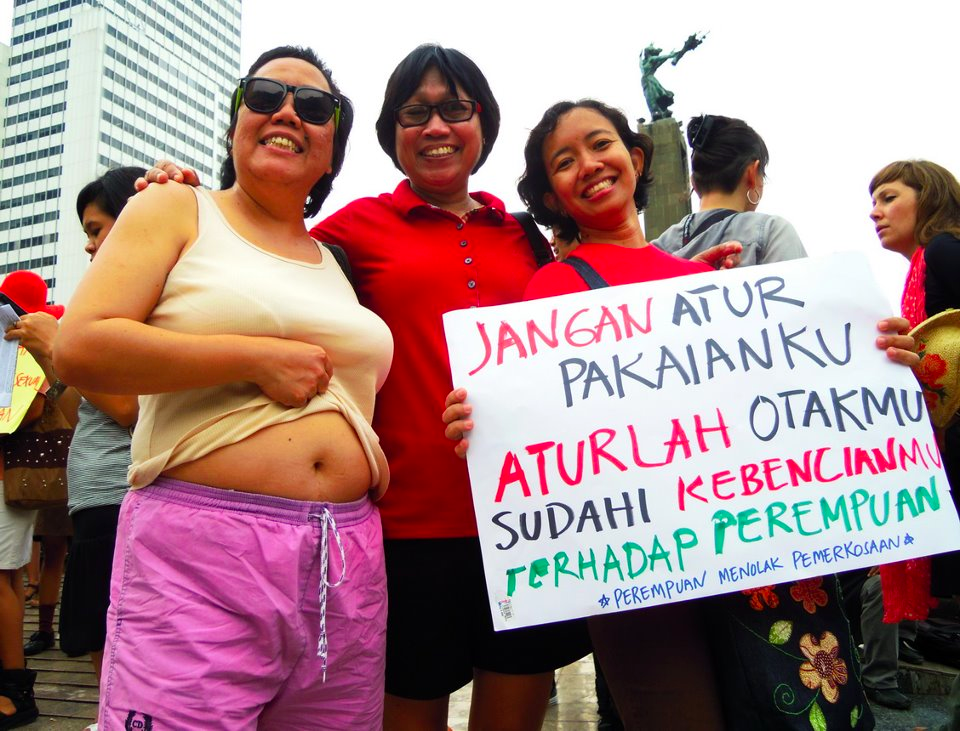 JANGAN ATUR
PAKAIANKU
ATURLAH OTAKMU
SUDAHI KEBENCIANMU
TERHADAP PEREMPUAN
☆PEREMPUAN MENOLAK PEMERKOSAAN☆